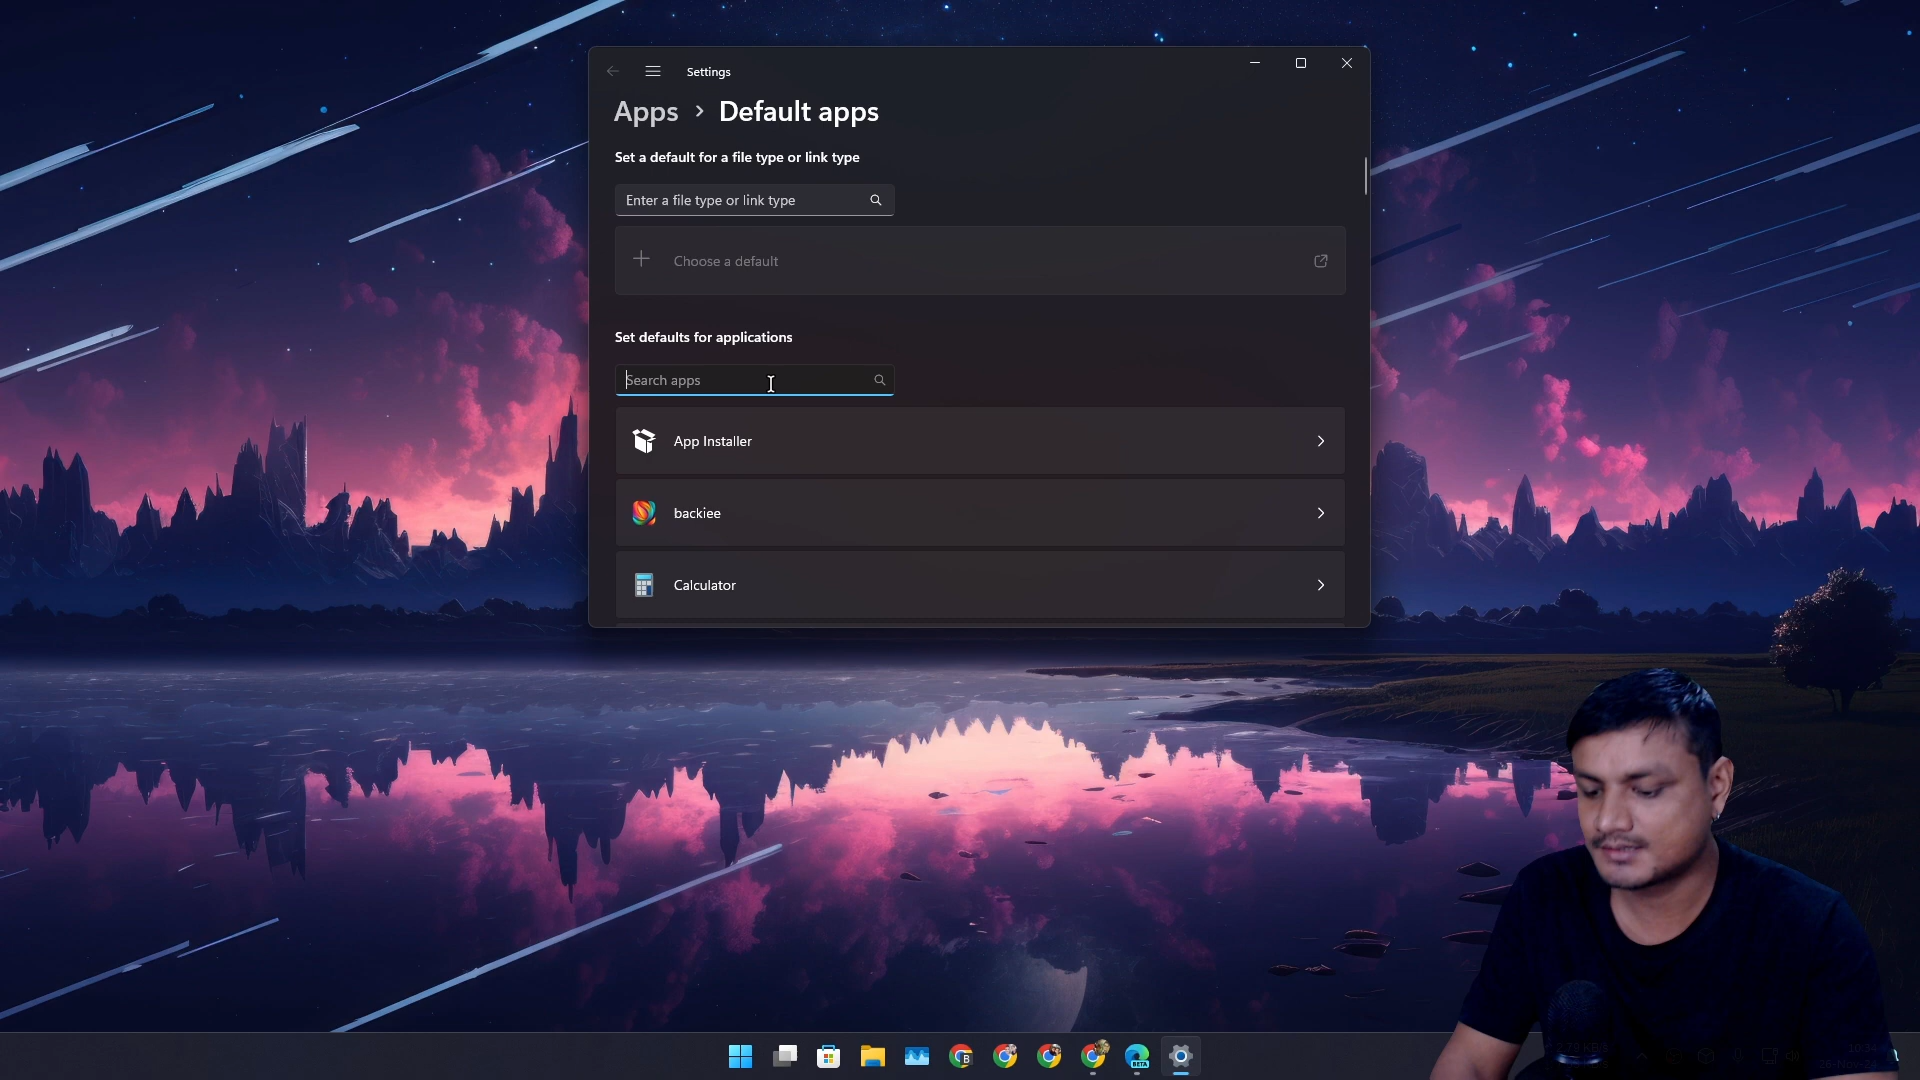 Settings
Apps > Default apps
Set a default for a file type or link type
Enter a file type or link type
Choose a default
Set defaults for applications
Search apps
App Installer
backiee
Calculator
B
BETA